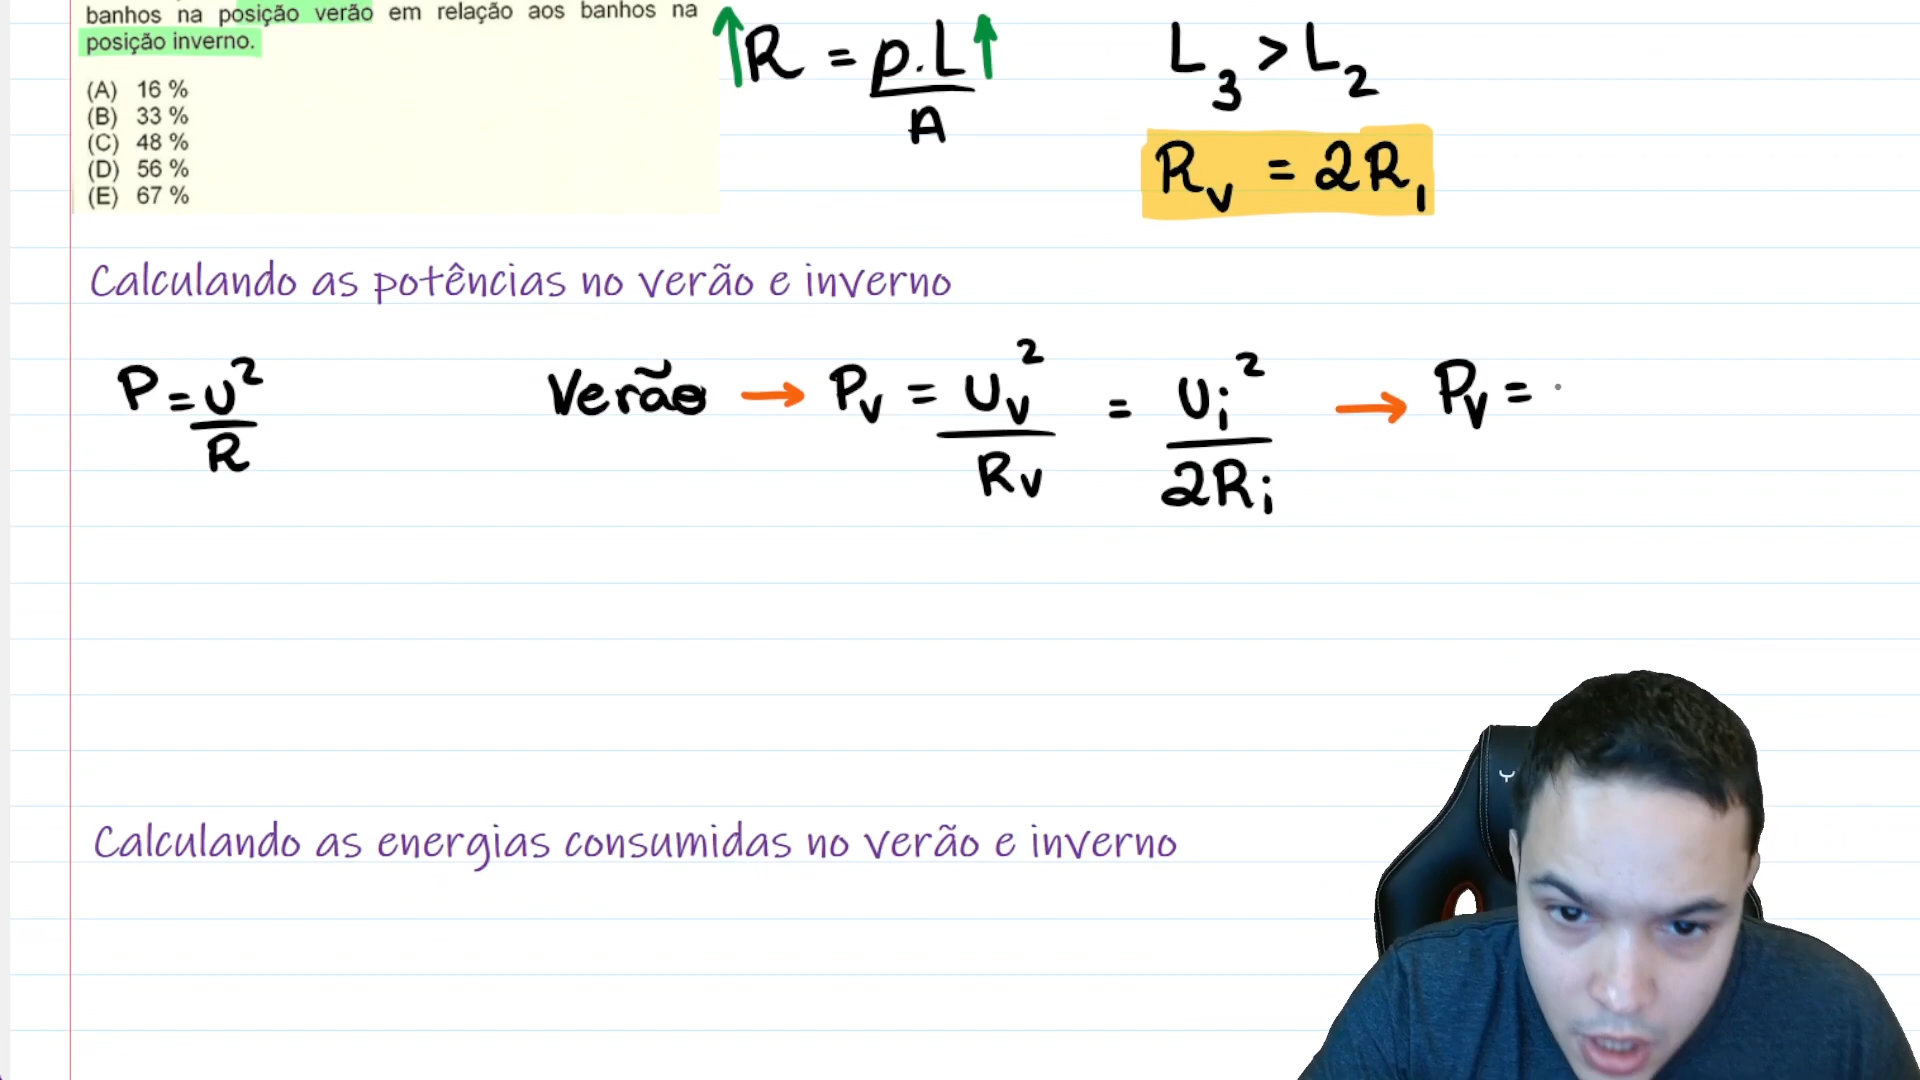 banhos na posição verão em relação aos banhos na
posição inverno.
(A) 16 %
(B) 33 %
(C) 48 %
(D) 56 %
(E) 67 %
R = ρ.L
A
L3 > L2
Rv = 2Ri
Calculando as potências no verão e inverno
P = U²
R
Verão → Pv = Uv² = Ui² → Pv =
Rv 2Ri
Calculando as energias consumidas no verão e inverno